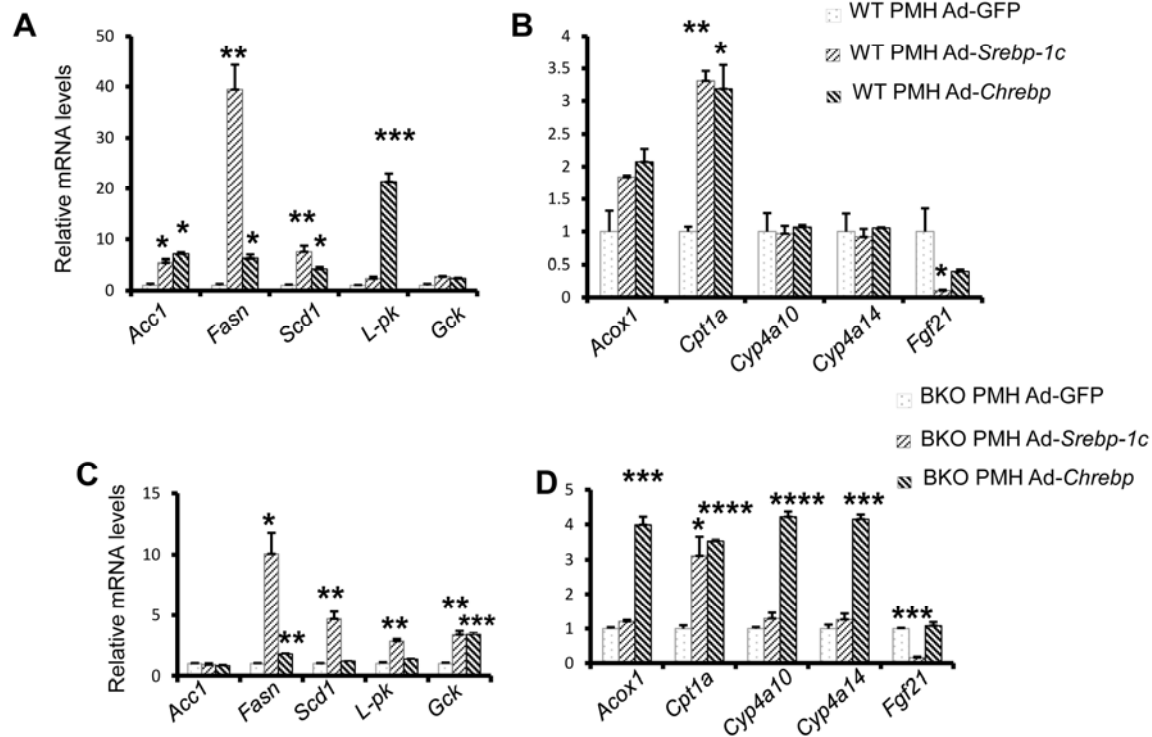 A
Relative mRNA levels
50
40
30
20
10
0
**
***
**
* * * *
Acc1 Fasn Scd1 L-pk Gck
B
WT PMH Ad-GFP
WT PMH Ad-Srebp-1c
WT PMH Ad-Chrebp
4
3.5
3
2.5
2
1.5
1
0.5
0
** *
*
Acox1 Cpt1a Cyp4a10 Cyp4a14 Fgf21
BKO PMH Ad-GFP
BKO PMH Ad-Srebp-1c
BKO PMH Ad-Chrebp
C
Relative mRNA levels
15
10
5
0
*
** ** ** ** ***
Acc1 Fasn Scd1 L-pk Gck
D
5
4
3
2
1
0
*** * **** **** *** ***
Acox1 Cpt1a Cyp4a10 Cyp4a14 Fgf21